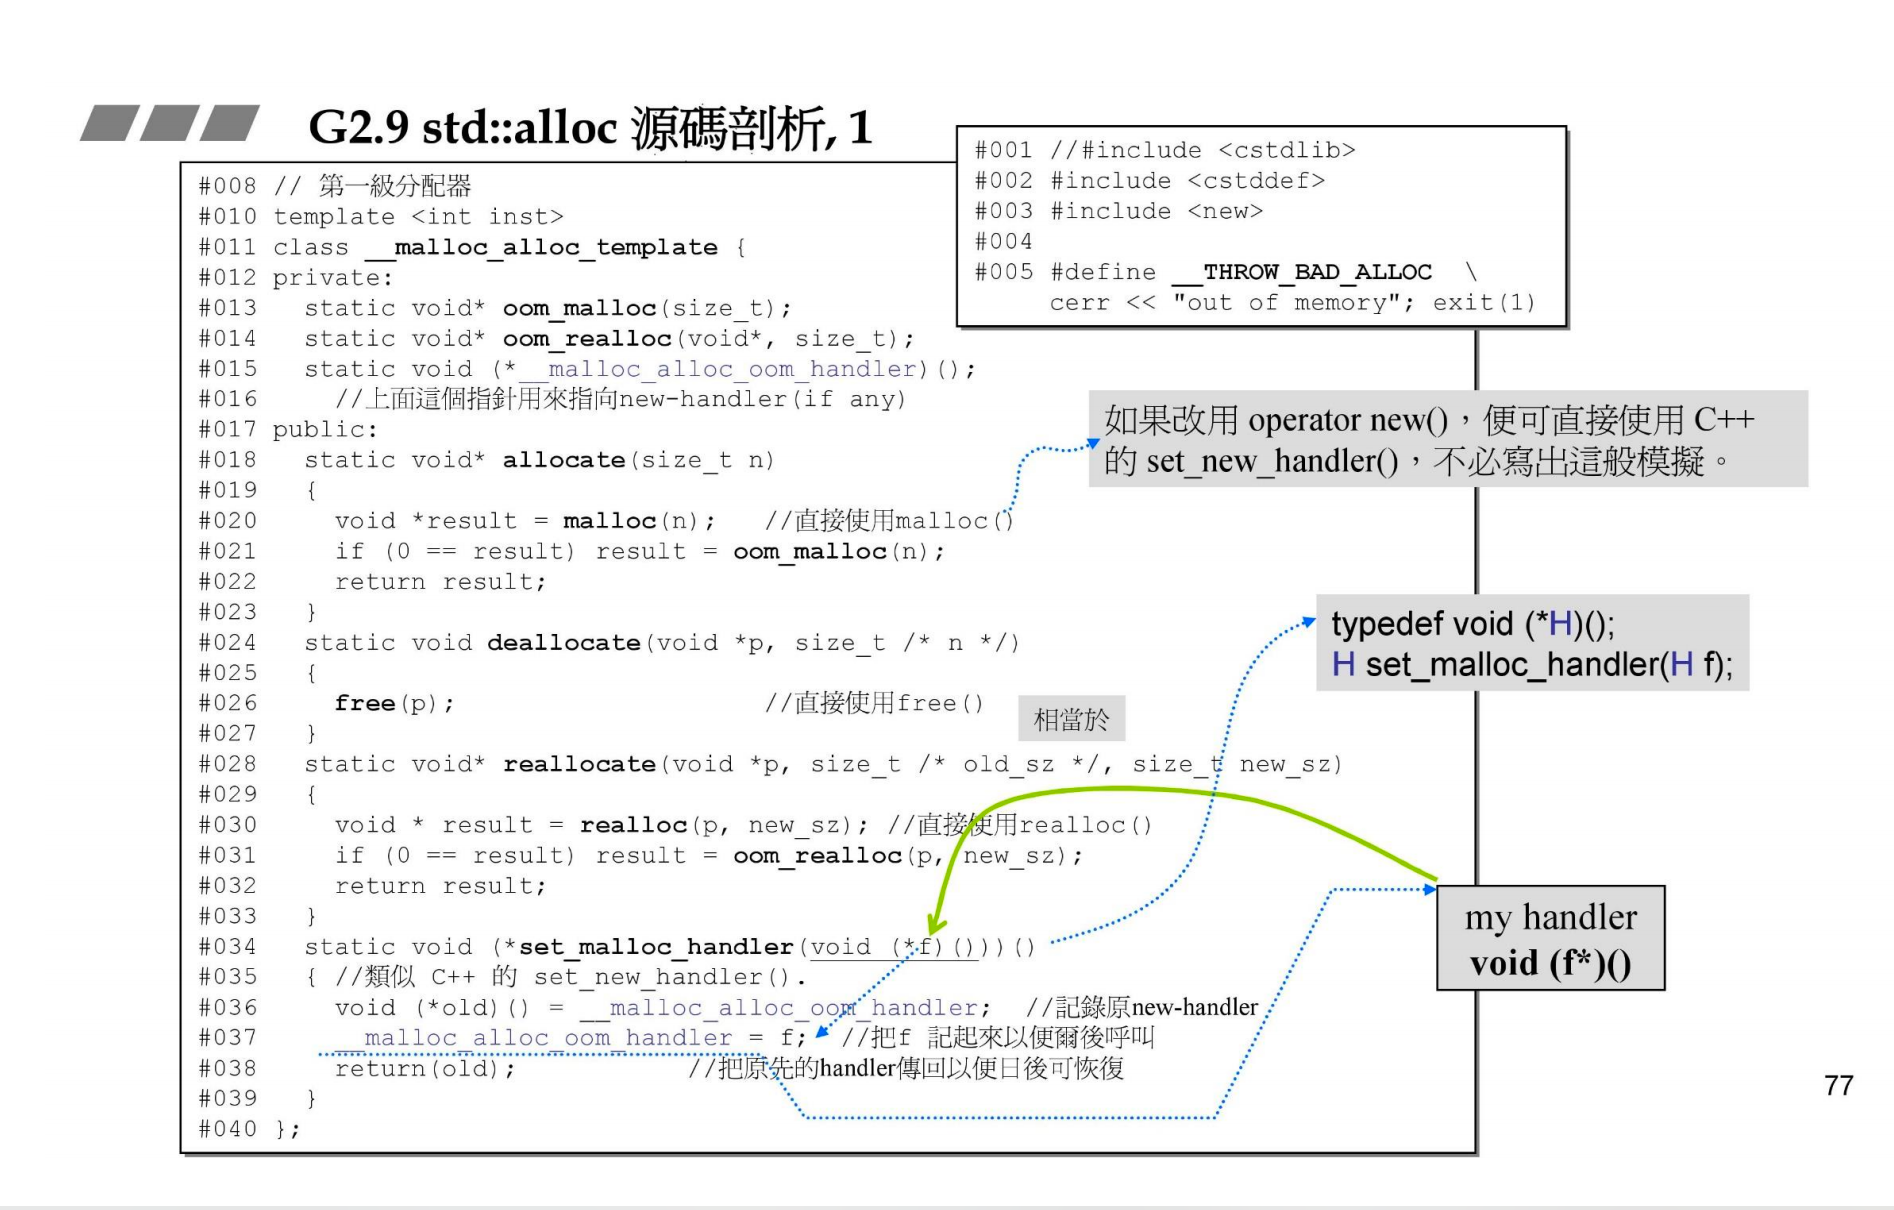 G2.9 std::alloc 源碼剖析, 1
#001 //#include <cstdlib>
#002 #include <cstddef>
#003 #include <new>
#004
#005 #define __THROW_BAD_ALLOC \
cerr << "out of memory"; exit(1)
#008 // 第一級分配器
#010 template <int inst>
#011 class __malloc_alloc_template {
#012 private:
#013 static void* oom_malloc(size_t);
#014 static void* oom_realloc(void*, size_t);
#015 static void (*__malloc_alloc_oom_handler)();
#016 //上面這個指針用來指向new-handler(if any)
#017 public:
#018 static void* allocate(size_t n)
#019 {
#020 void *result = malloc(n); //直接使用malloc()
#021 if (0 == result) result = oom_malloc(n);
#022 return result;
#023 }
#024 static void deallocate(void *p, size_t /* n */)
#025 {
#026 free(p); //直接使用free()
#027 }
#028 static void* reallocate(void *p, size_t /* old_sz */, size_t new_sz)
#029 {
#030 void * result = realloc(p, new_sz); //直接使用realloc()
#031 if (0 == result) result = oom_realloc(p, new_sz);
#032 return result;
#033 }
#034 static void (*set_malloc_handler(void (*f)()))()
#035 { //類似 C++ 的 set_new_handler().
#036 void (*old)() = __malloc_alloc_oom_handler; //記錄原new-handler
#037 __malloc_alloc_oom_handler = f; //把f 記起來以便爾後呼叫
#038 return(old); //把原先的handler傳回以便日後可恢復
#039 }
#040 };
如果改用 operator new()，便可直接使用 C++
的 set_new_handler()，不必寫出這般模擬。
typedef void (*H)();
H set_malloc_handler(H f);
相當於
my handler
void (f*)()
77